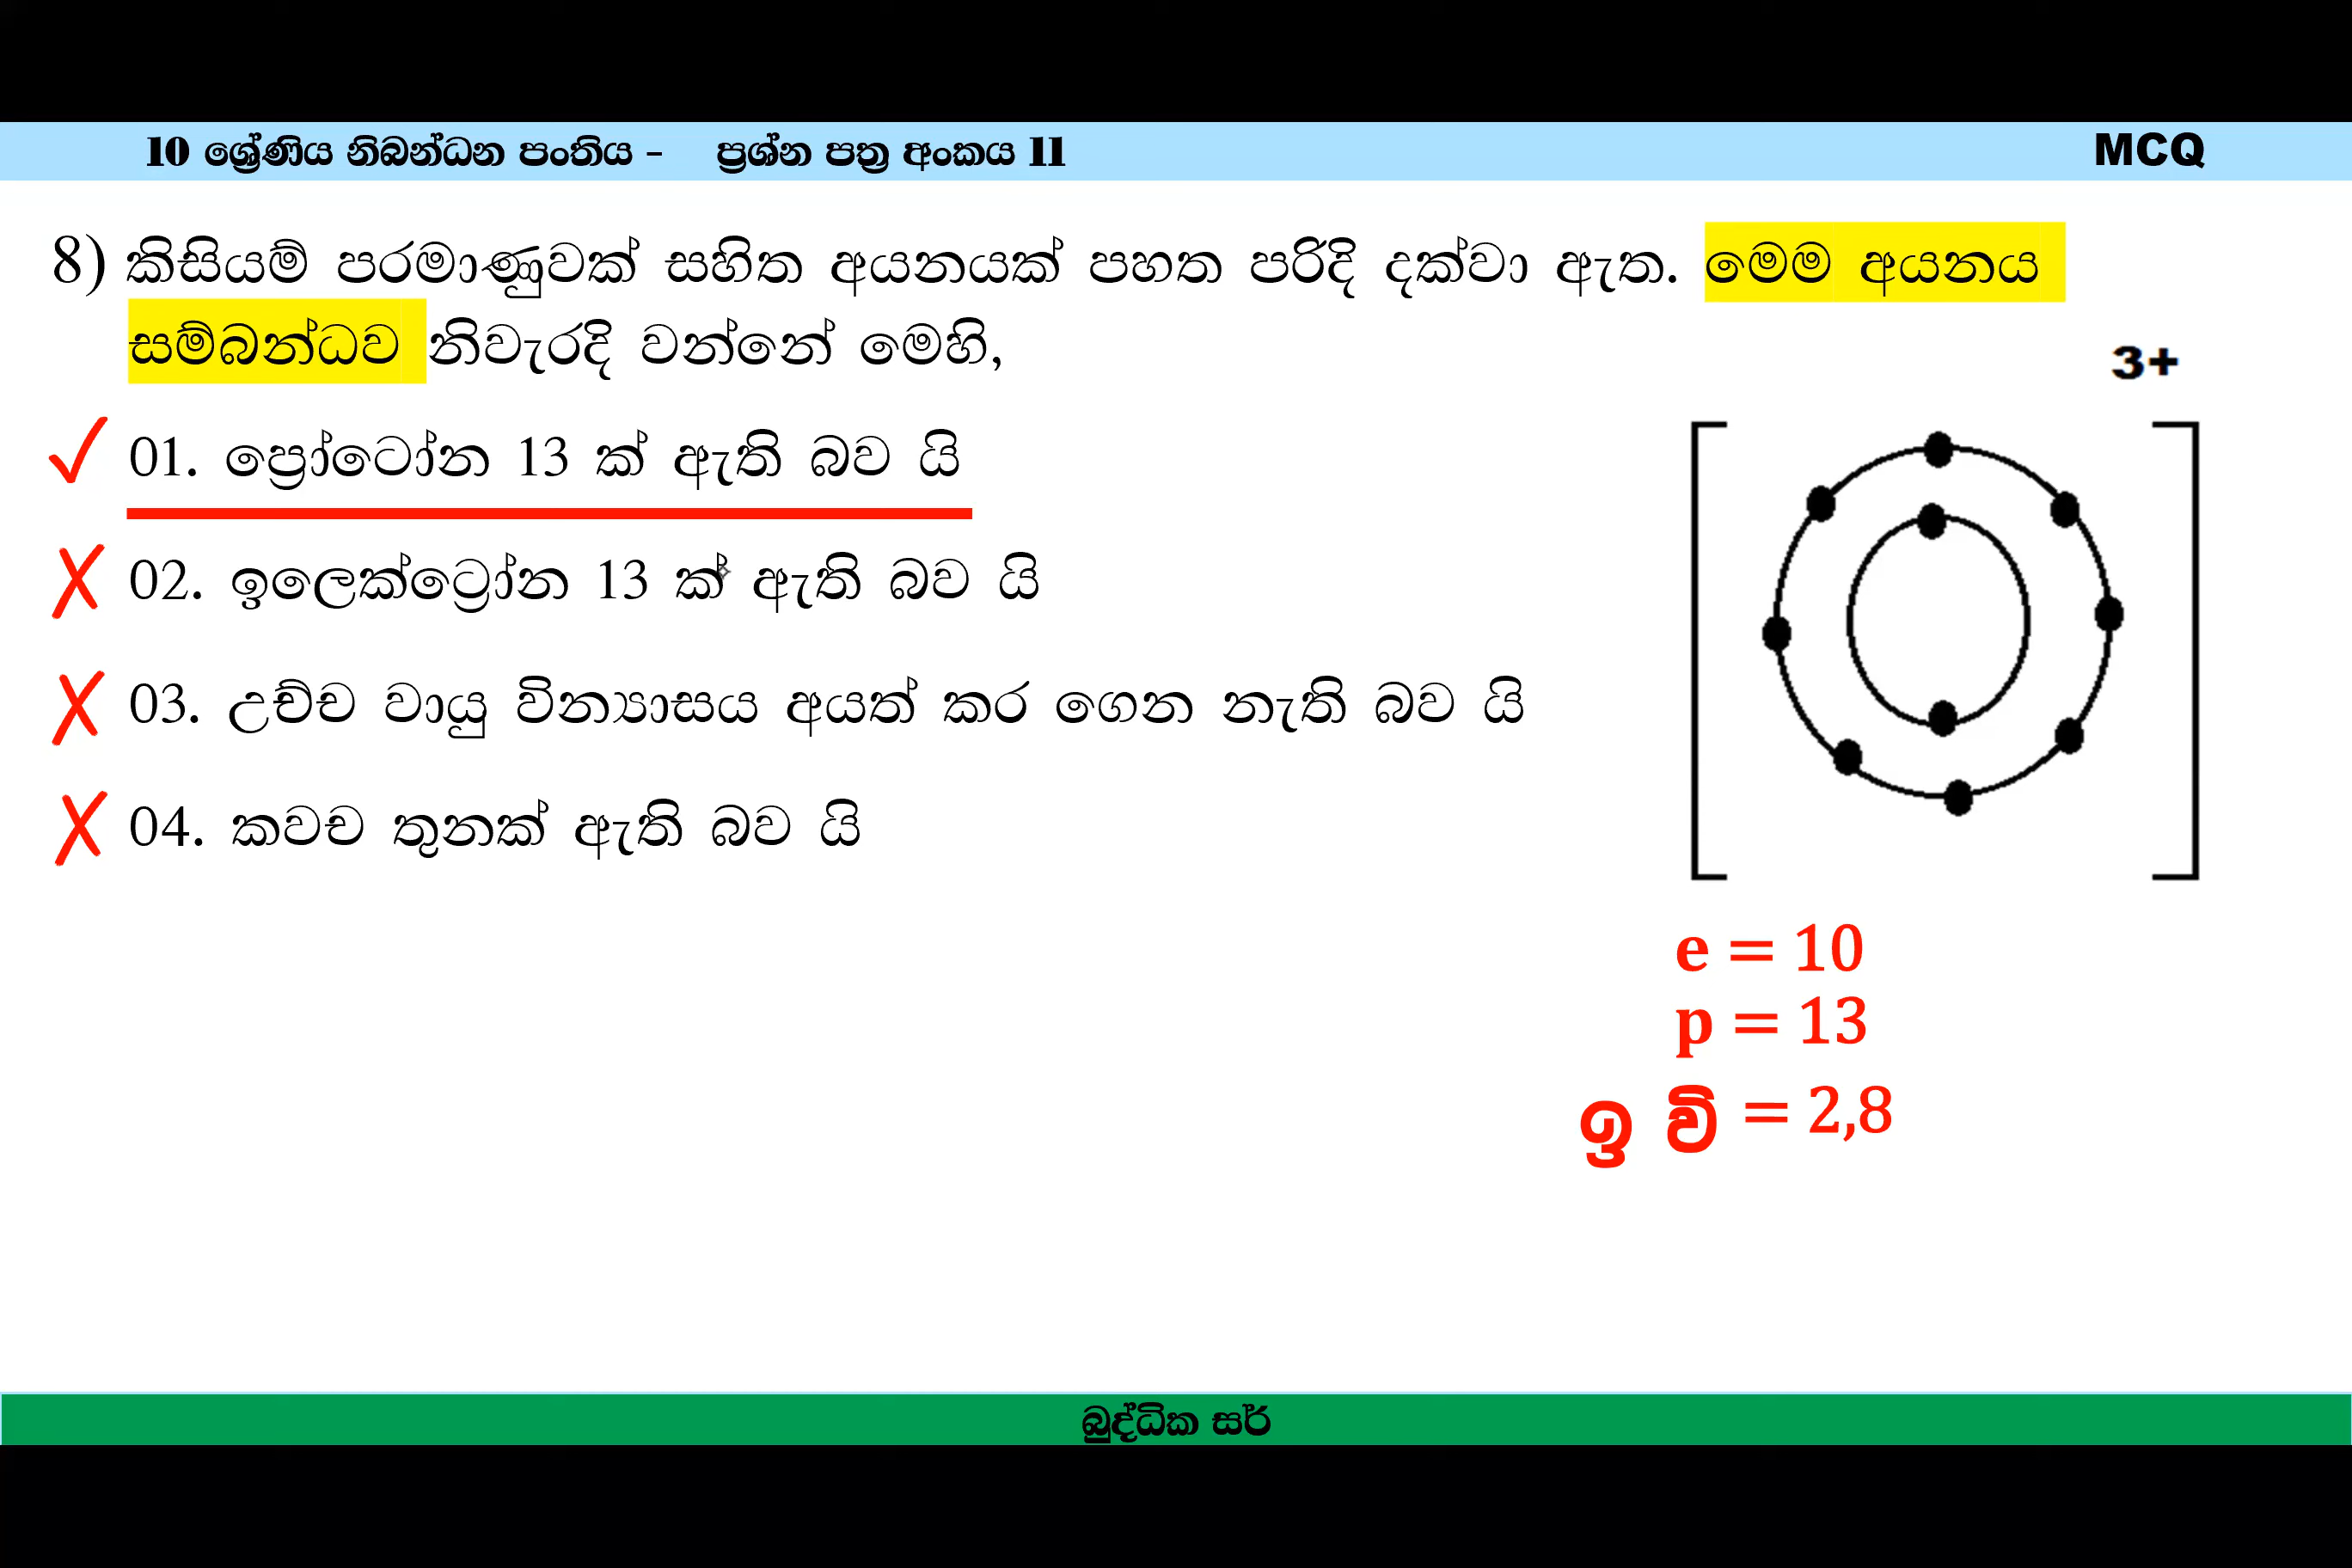 10 ශ්‍රේණිය නිබන්ධන පංතිය - ප්‍රශ්න පත්‍ර අංකය 11 MCQ
8) කිසියම් පරමාණුවක් සහිත අයනයක් පහත පරිදි දක්වා ඇත. මෙම අයනය
සම්බන්ධව නිවැරදි වන්නේ මෙහි,
3+
01. ප්‍රෝටෝන 13 ක් ඇති බව යි
02. ඉලෙක්ට්‍රෝන 13 ක් ඇති බව යි
03. උච්ච වායු වින්‍යාසය අයත් කර ගෙන නැති බව යි
04. කවච තුනක් ඇති බව යි
e = 10
p = 13
ඉ වි = 2,8
බුද්ධික සර්